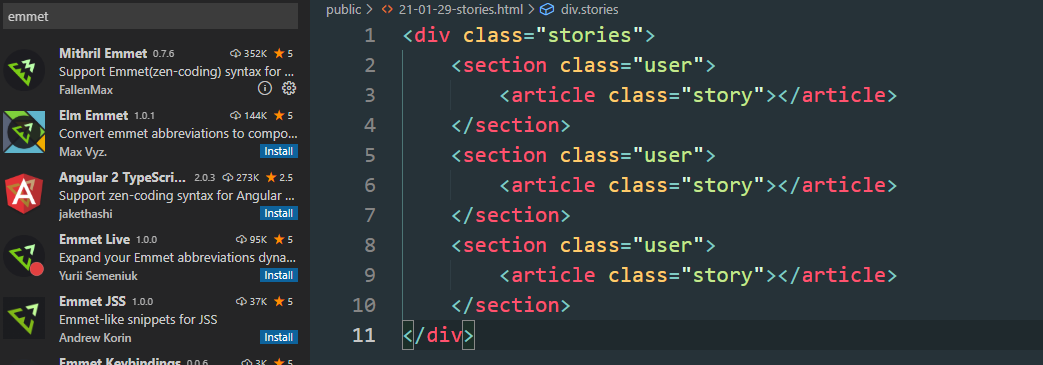 emmet
Mithril Emmet 0.7.6 352K ★ 5
Support Emmet(zen-coding) syntax for ...
FallenMax
Elm Emmet 1.0.1 144K ★ 5
Convert emmet abbreviations to compo...
Max Vyz. Install
Angular 2 TypeScri... 2.0.3 273K ★ 2.5
Support zen-coding syntax for Angular ...
jakethashi Install
Emmet Live 1.0.0 95K ★ 5
Expand your Emmet abbreviations dyna...
Yurii Semeniuk Install
Emmet JSS 1.0.0 37K ★ 5
Emmet-like snippets for JSS
Andrew Korin Install
Emmet Keybindings 0.0.6 3K ★ 5
public > <> 21-01-29-stories.html > div.stories
1 <div class="stories">
2 <section class="user">
3 <article class="story"></article>
4 </section>
5 <section class="user">
6 <article class="story"></article>
7 </section>
8 <section class="user">
9 <article class="story"></article>
10 </section>
11 </div>